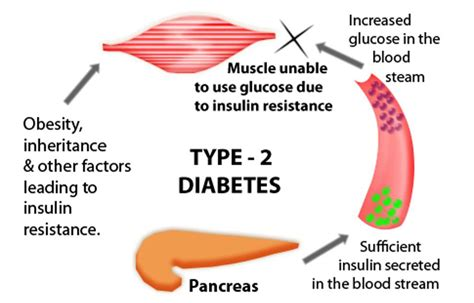 Increased
glucose in the
blood
steam
Muscle unable
to use glucose due
to insulin resistance
Obesity,
inheritance
& other factors
leading to
insulin
resistance.
TYPE - 2
DIABETES
Pancreas
Sufficient
insulin secreted
in the blood stream